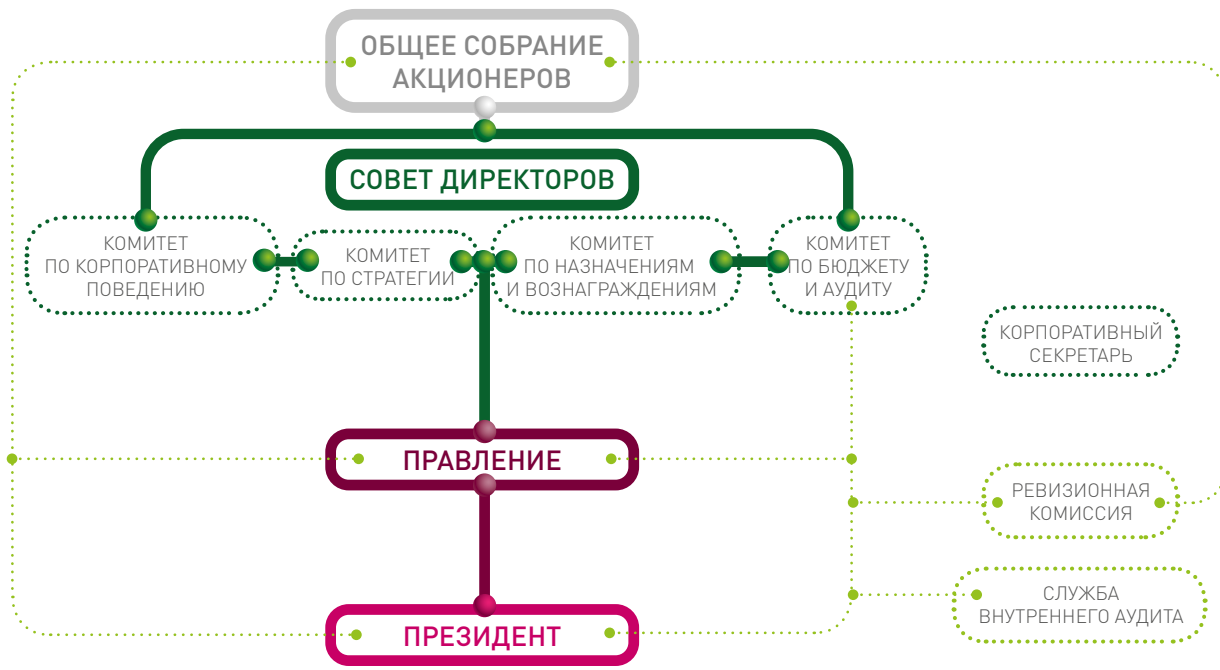 ОБЩЕЕ СОБРАНИЕ
АКЦИОНЕРОВ
СОВЕТ ДИРЕКТОРОВ
КОМИТЕТ
ПО КОРПОРАТИВНОМУ
ПОВЕДЕНИЮ
КОМИТЕТ
ПО СТРАТЕГИИ
КОМИТЕТ
ПО НАЗНАЧЕНИЯМ
И ВОЗНАГРАЖДЕНИЯМ
КОМИТЕТ
ПО БЮДЖЕТУ
И АУДИТУ
КОРПОРАТИВНЫЙ
СЕКРЕТАРЬ
ПРАВЛЕНИЕ
РЕВИЗИОННАЯ
КОМИССИЯ
СЛУЖБА
ВНУТРЕННЕГО АУДИТА
ПРЕЗИДЕНТ